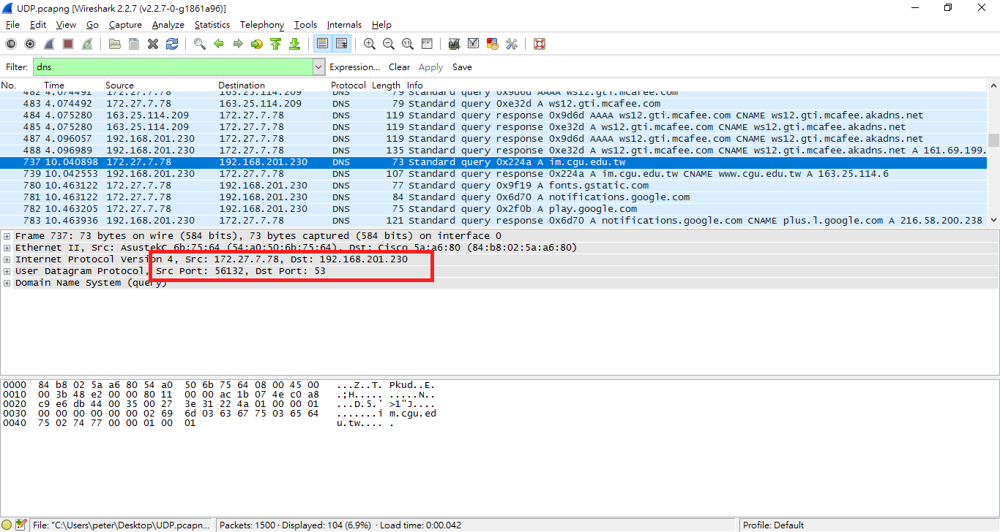 UDP.pcapng [Wireshark 2.2.7 (v2.2.7-0-g1861a96)]
File Edit View Go Capture Analyze Statistics Telephony Tools Internals Help
Filter: dns Expression... Clear Apply Save
No. Time Source Destination Protocol Length Info
482 4.074491 172.27.7.78 163.25.114.209 DNS 79 Standard query 0x9d6d AAAA ws12.gti.mcafee.com
483 4.074492 172.27.7.78 163.25.114.209 DNS 79 Standard query 0xe32d A ws12.gti.mcafee.com
484 4.075280 163.25.114.209 172.27.7.78 DNS 119 Standard query response 0x9d6d AAAA ws12.gti.mcafee.com CNAME ws12.gti.mcafee.akadns.net
485 4.075280 163.25.114.209 172.27.7.78 DNS 119 Standard query response 0xe32d A ws12.gti.mcafee.com CNAME ws12.gti.mcafee.akadns.net
487 4.096057 192.168.201.230 172.27.7.78 DNS 119 Standard query response 0x9d6d AAAA ws12.gti.mcafee.com CNAME ws12.gti.mcafee.akadns.net
488 4.096989 192.168.201.230 172.27.7.78 DNS 135 Standard query response 0xe32d A ws12.gti.mcafee.com CNAME ws12.gti.mcafee.akadns.net A 161.69.199.
737 10.040898 172.27.7.78 192.168.201.230 DNS 73 Standard query 0x224a A im.cgu.edu.tw
739 10.042553 192.168.201.230 172.27.7.78 DNS 107 Standard query response 0x224a A im.cgu.edu.tw CNAME www.cgu.edu.tw A 163.25.114.6
780 10.463122 172.27.7.78 192.168.201.230 DNS 77 Standard query 0x9f19 A fonts.gstatic.com
781 10.463122 172.27.7.78 192.168.201.230 DNS 84 Standard query 0x6d70 A notifications.google.com
782 10.463205 172.27.7.78 192.168.201.230 DNS 75 Standard query 0x2f0b A play.google.com
783 10.463936 192.168.201.230 172.27.7.78 DNS 121 Standard query response 0x6d70 A notifications.google.com CNAME plus.l.google.com A 216.58.200.238
Frame 737: 73 bytes on wire (584 bits), 73 bytes captured (584 bits) on interface 0
Ethernet II, Src: AsustekC_6b:75:64 (54:a0:50:6b:75:64), Dst: Cisco_5a:a6:80 (84:b8:02:5a:a6:80)
Internet Protocol Version 4, Src: 172.27.7.78, Dst: 192.168.201.230
User Datagram Protocol, Src Port: 56132, Dst Port: 53
Domain Name System (query)
0000 84 b8 02 5a a6 80 54 a0 50 6b 75 64 08 00 45 00 ...Z..T. Pkud..E.
0010 00 3b 48 e2 00 00 80 11 00 00 ac 1b 07 4e c0 a8 .;H..... .....N..
0020 c9 e6 db 44 00 35 00 27 3e 31 22 4a 01 00 00 01 ...D.5.' >1"J....
0030 00 00 00 00 00 00 02 69 6d 03 63 67 75 03 65 64 .......i m.cgu.ed
0040 75 02 74 77 00 00 01 00 01 u.tw.... .
File: "C:\Users\peter\Desktop\UDP.pcapn... Packets: 1500 · Displayed: 104 (6.9%) · Load time: 0:00.042 Profile: Default